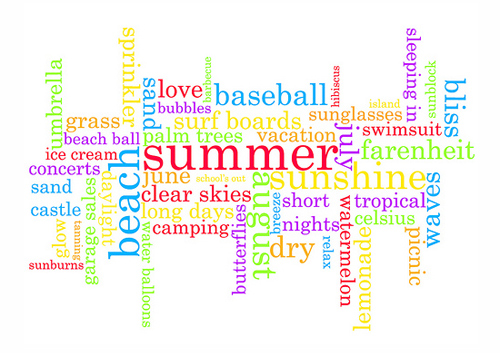 umbrella
sprinkler
sand
love
barbecue
baseball
hibiscus
sleeping in
sunblock
bliss
grass
bubbles
surf boards
island
sunglasses
beach ball
palm trees
vacation
july
swimsuit
ice cream
summer
farenheit
concerts
june
school's out
sunshine
sand
castle
garage sales
daylight
beach
clear skies
august
short
nights
tropical
waves
long days
breeze
celsius
glow
tanning
camping
butterflies
dry
relax
watermelon
lemonade
picnic
sunburns
water balloons